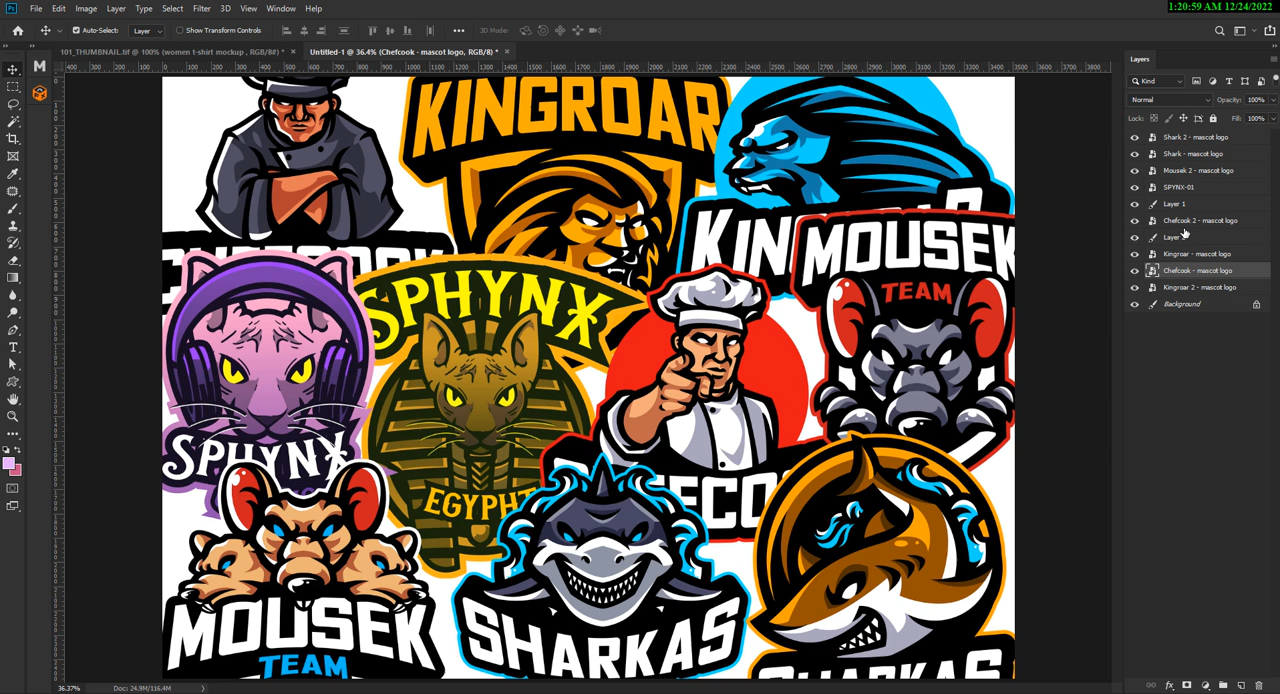 1:20:59 AM 12/24/2022
Ps File Edit Image Layer Type Select Filter 3D View Window Help
Auto-Select: Layer Show Transform Controls 3D Mode:
101_THUMBNAIL.tif @ 100% (women t-shirt mockup , RGB/8#) * × Untitled-1 @ 36.4% (Chefcook - mascot logo, RGB/8) * ×
Layers
Kind
Normal Opacity: 100%
Lock: Fill: 100%
Shark 2 - mascot logo
Shark - mascot logo
Mousek 2 - mascot logo
SPYNX-01
Layer 1
Chefcook 2 - mascot logo
Layer
Kingroar - mascot logo
Chefcook - mascot logo
Kingroar 2 - mascot logo
Background
KINGROAR
KIN
MOUSEK
TEAM
SPHYNX
SPHYNX
EGYPHT
MOUSEK
TEAM
SHARKAS
SHARKAS
36.37% Doc: 24.9M/116.4M